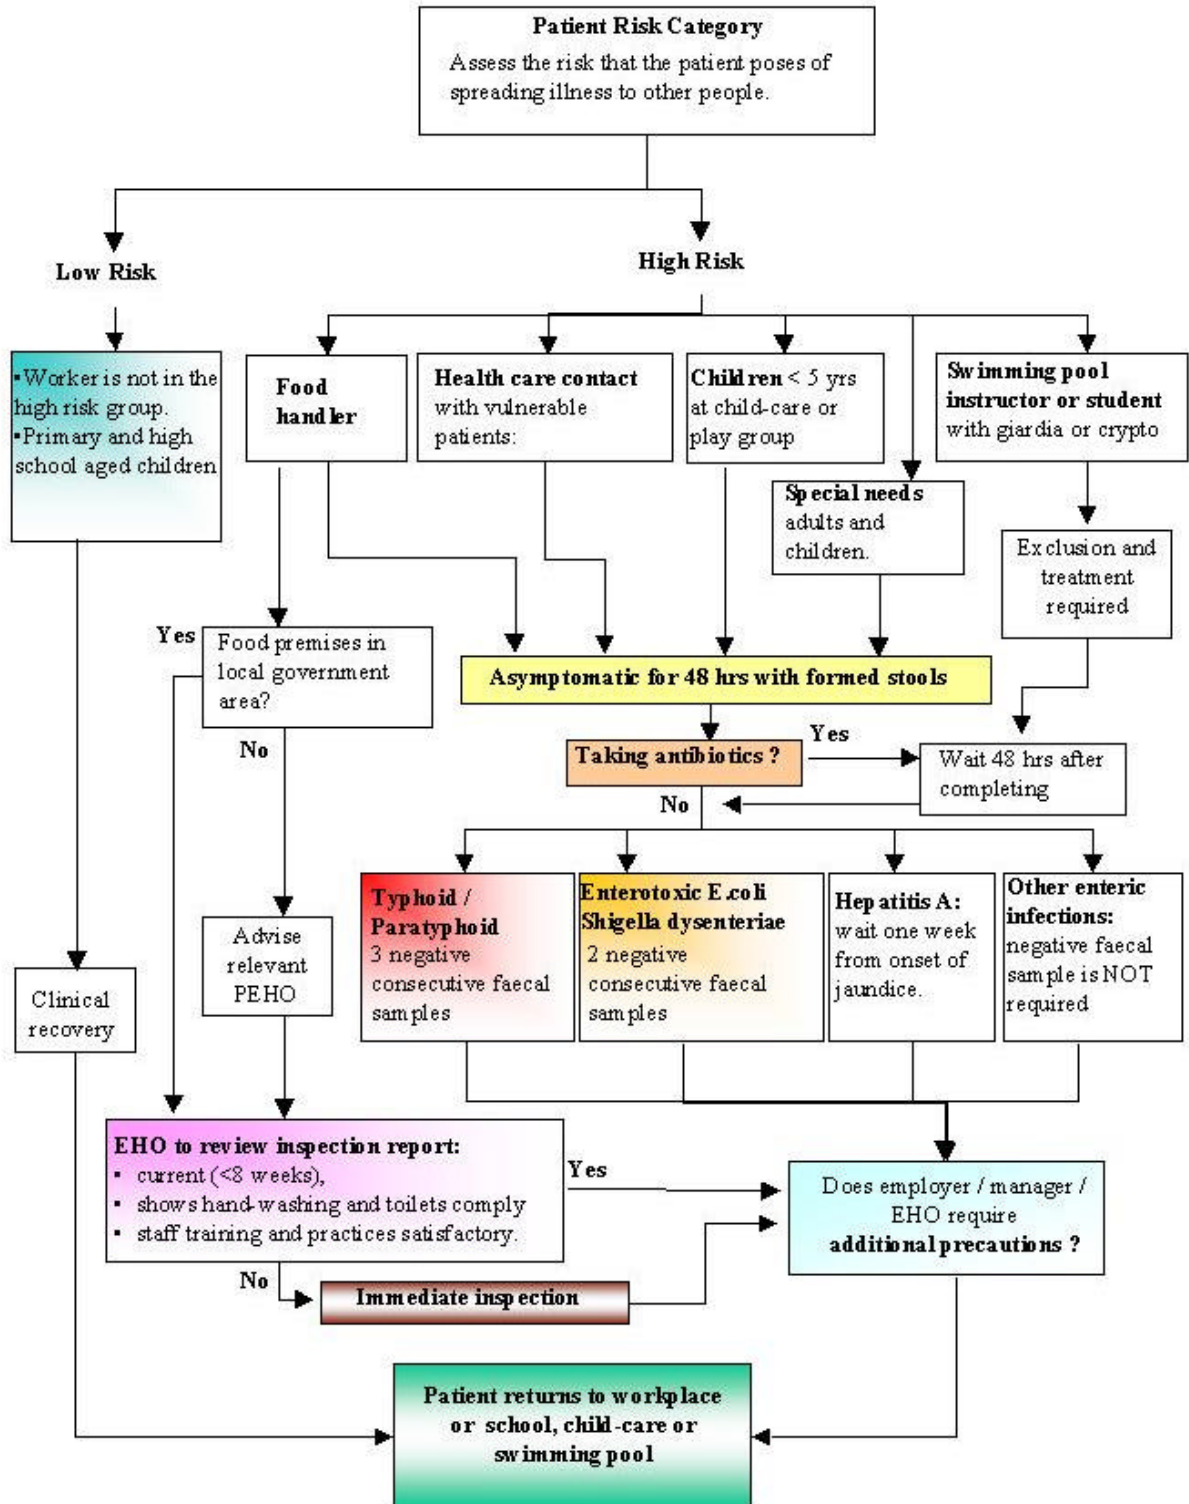 Patient Risk Category
Assess the risk that the patient poses of
spreading illness to other people.
Low Risk
High Risk
▪Worker is not in the
high risk group.
▪Primary and high
school aged children
Food
handler
Health care contact
with vulnerable
patients:
Children < 5 yrs
at child-care or
play group
Swimming pool
instructor or student
with giardia or crypto
Special needs
adults and
children.
Exclusion and
treatment
required
Yes
Food premises in
local government
area?
No
Asymptomatic for 48 hrs with formed stools
Taking antibiotics ?
Yes
No
Wait 48 hrs after
completing
Typhoid /
Paratyphoid
3 negative
consecutive faecal
samples
Enterotoxic E.coli
Shigella dysenteriae
2 negative
consecutive faecal
samples
Hepatitis A:
wait one week
from onset of
jaundice.
Other enteric
infections:
negative faecal
sample is NOT
required
Advise
relevant
PEHO
Clinical
recovery
EHO to review inspection report:
▪ current (<8 weeks),
▪ shows hand-washing and toilets comply
▪ staff training and practices satisfactory.
Yes
No
Immediate inspection
Does employer / manager /
EHO require
additional precautions ?
Patient returns to workplace
or school, child-care or
swimming pool